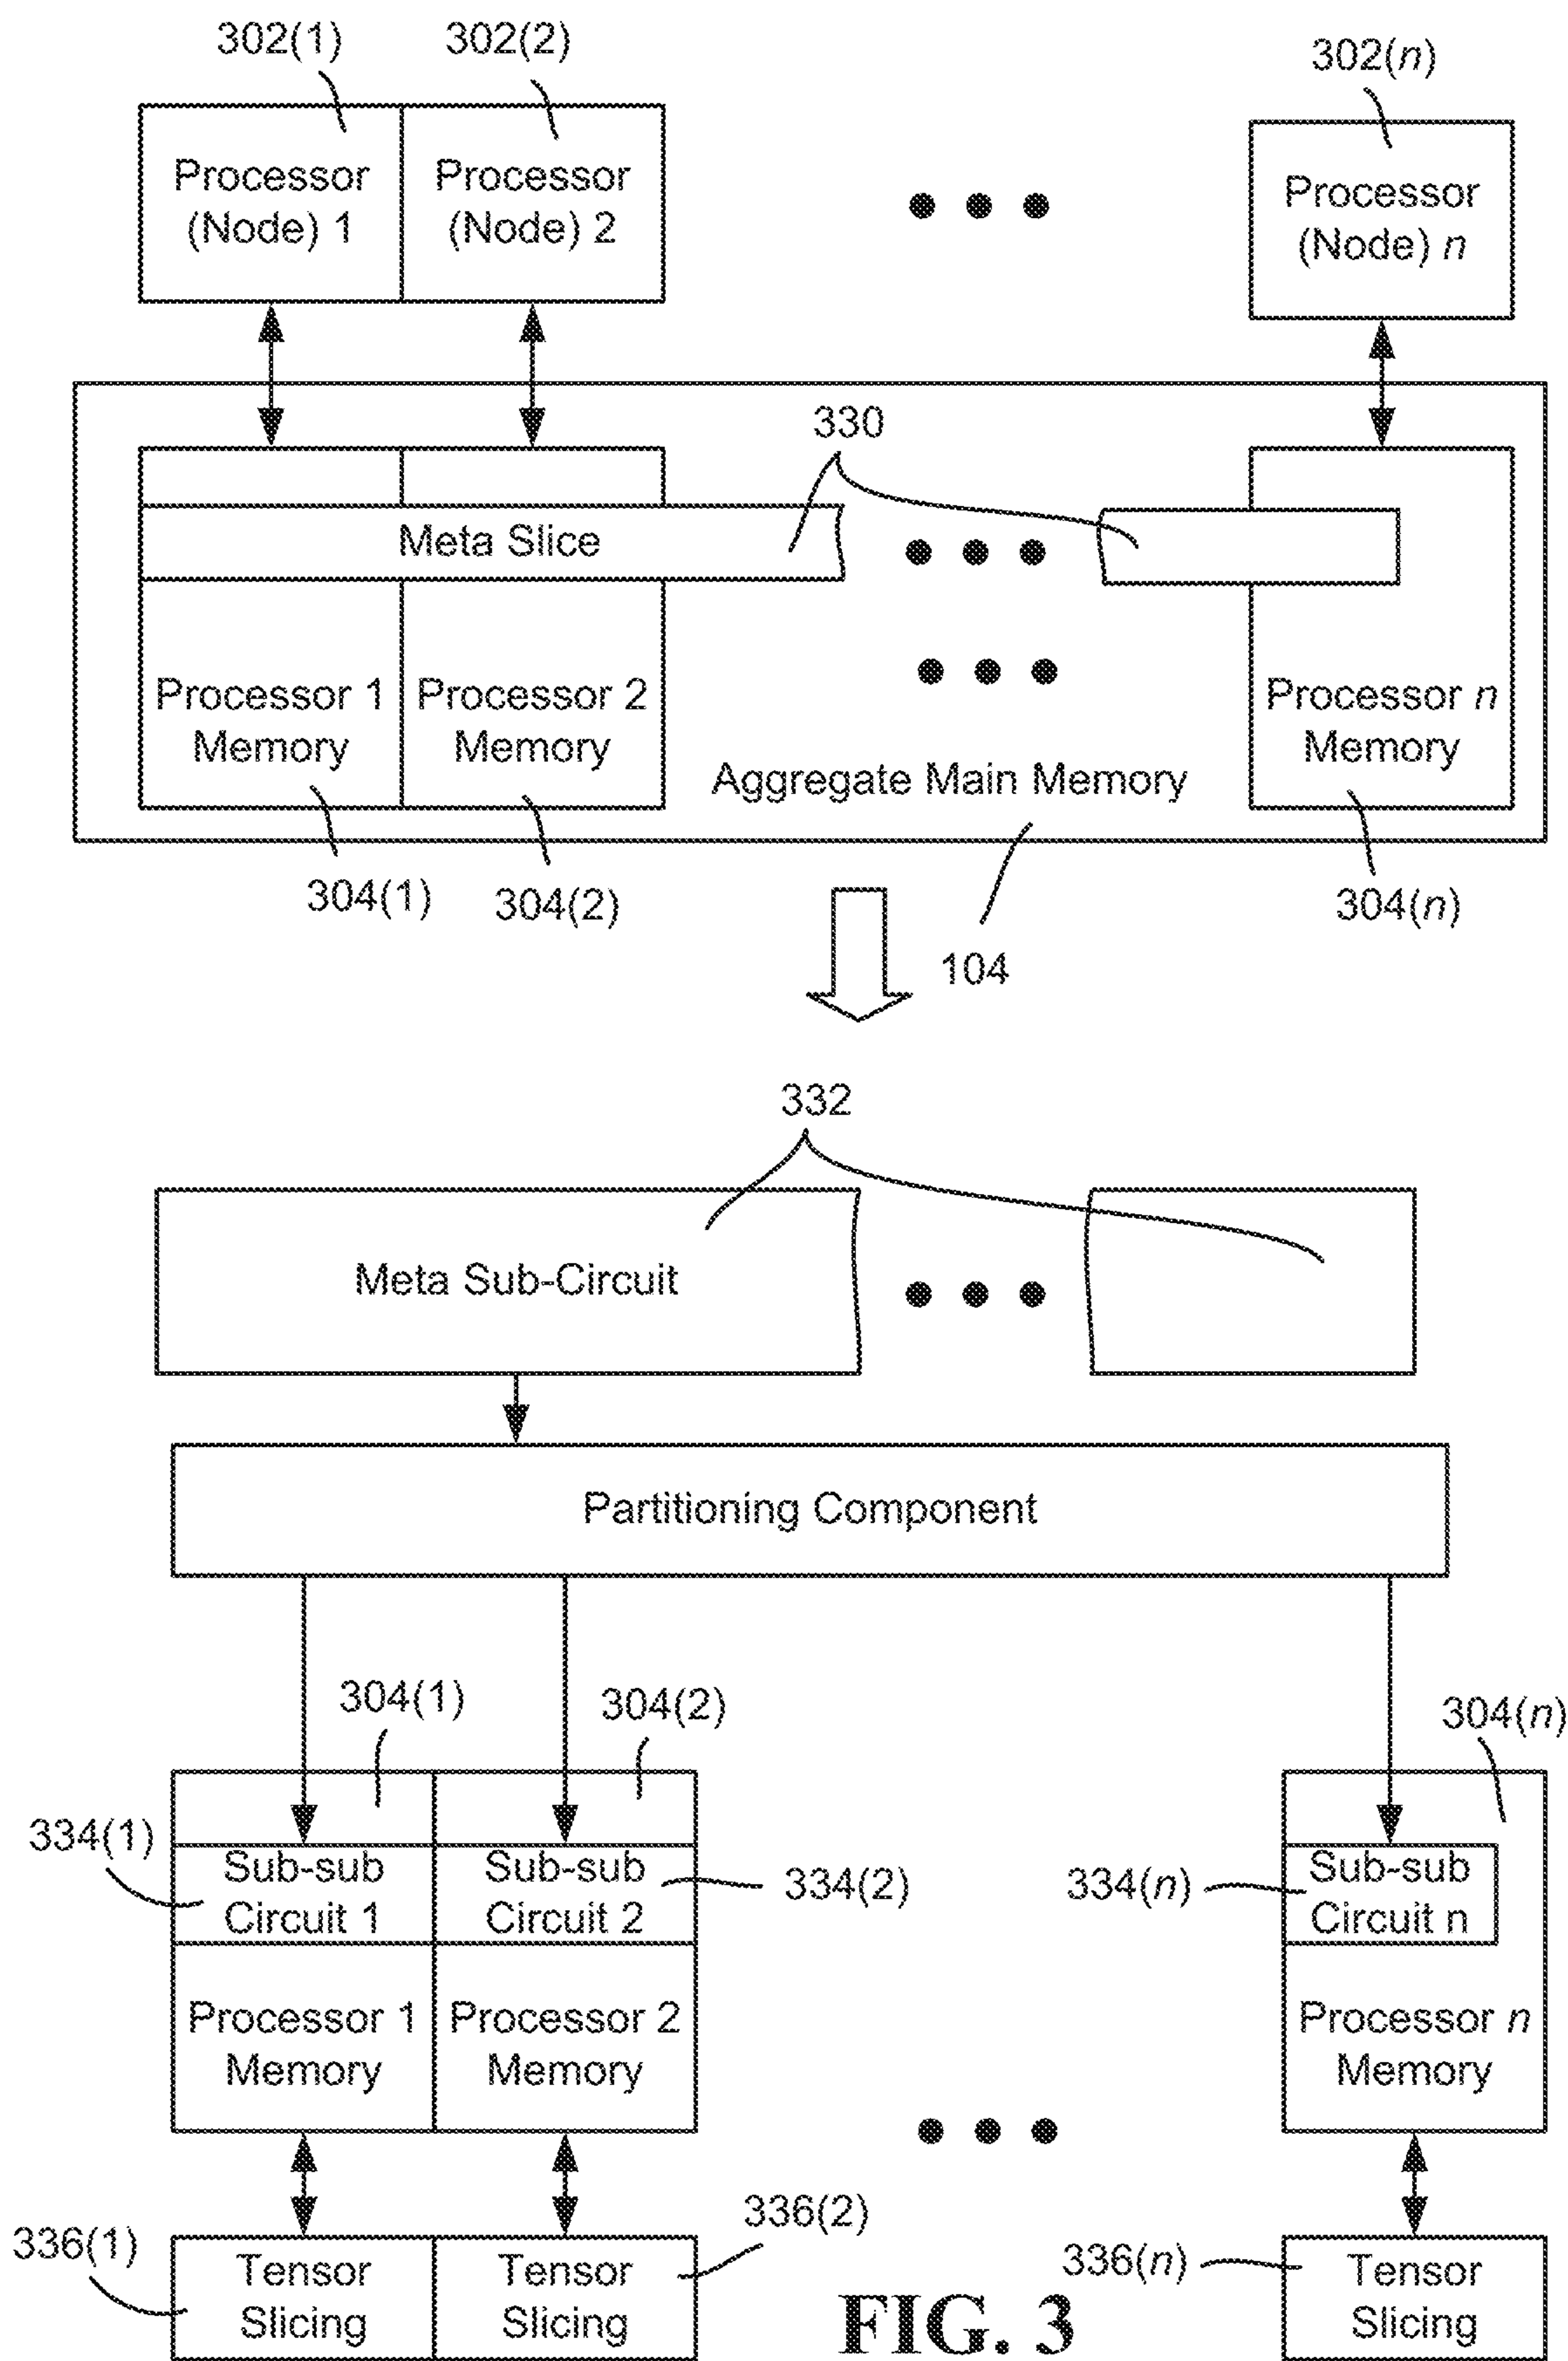 302(1)
302(2)
302(n)
Processor
(Node) 1
Processor
(Node) 2
Processor
(Node) n
330
Meta Slice
Processor 1
Memory
Processor 2
Memory
Processor n
Memory
Aggregate Main Memory
304(1)
304(2)
304(n)
104
332
Meta Sub-Circuit
Partitioning Component
304(1)
304(2)
304(n)
334(1)
Sub-sub
Circuit 1
Sub-sub
Circuit 2
334(2)
334(n)
Sub-sub
Circuit n
Processor 1
Memory
Processor 2
Memory
Processor n
Memory
336(1)
Tensor
Slicing
Tensor
Slicing
336(2)
336(n)
Tensor
Slicing
FIG. 3